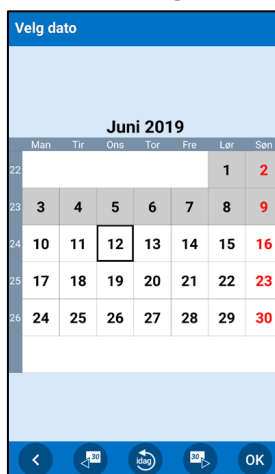 Velg dato
Juni 2019
Man Tir Ons Tor Fre Lør Søn
22 1 2
23 3 4 5 6 7 8 9
24 10 11 12 13 14 15 16
25 17 18 19 20 21 22 23
26 24 25 26 27 28 29 30
30 idag 30 OK